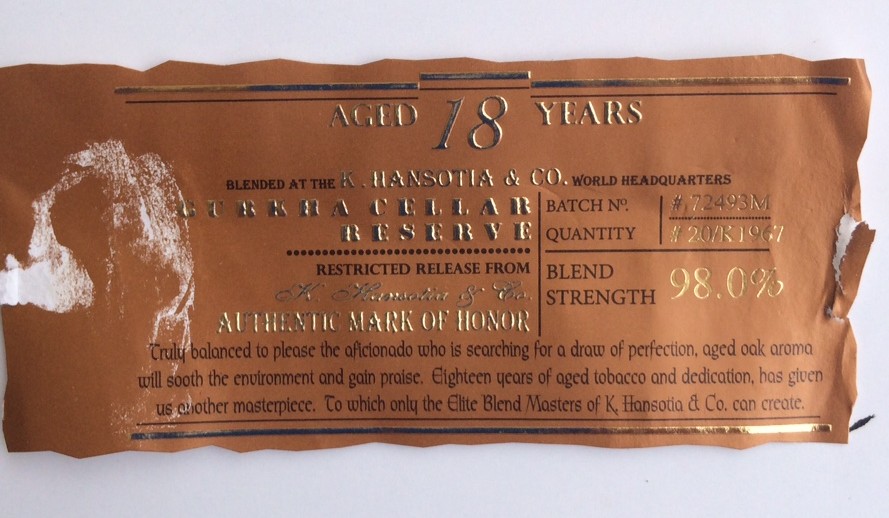 AGED 18 YEARS
BLENDED AT THE K. HANSOTIA & CO. WORLD HEADQUARTERS
GURKHA CELLAR
RESERVE
RESTRICTED RELEASE FROM
K. Hansotia & Co.
AUTHENTIC MARK OF HONOR
BATCH Nº. #72493M
QUANTITY #20/K1967
BLEND
STRENGTH 98.0%
Truly balanced to please the aficionado who is searching for a draw of perfection, aged oak aroma
will sooth the environment and gain praise. Eighteen years of aged tobacco and dedication, has given
us another masterpiece. To which only the Elite Blend Masters of K. Hansotia & Co. can create.